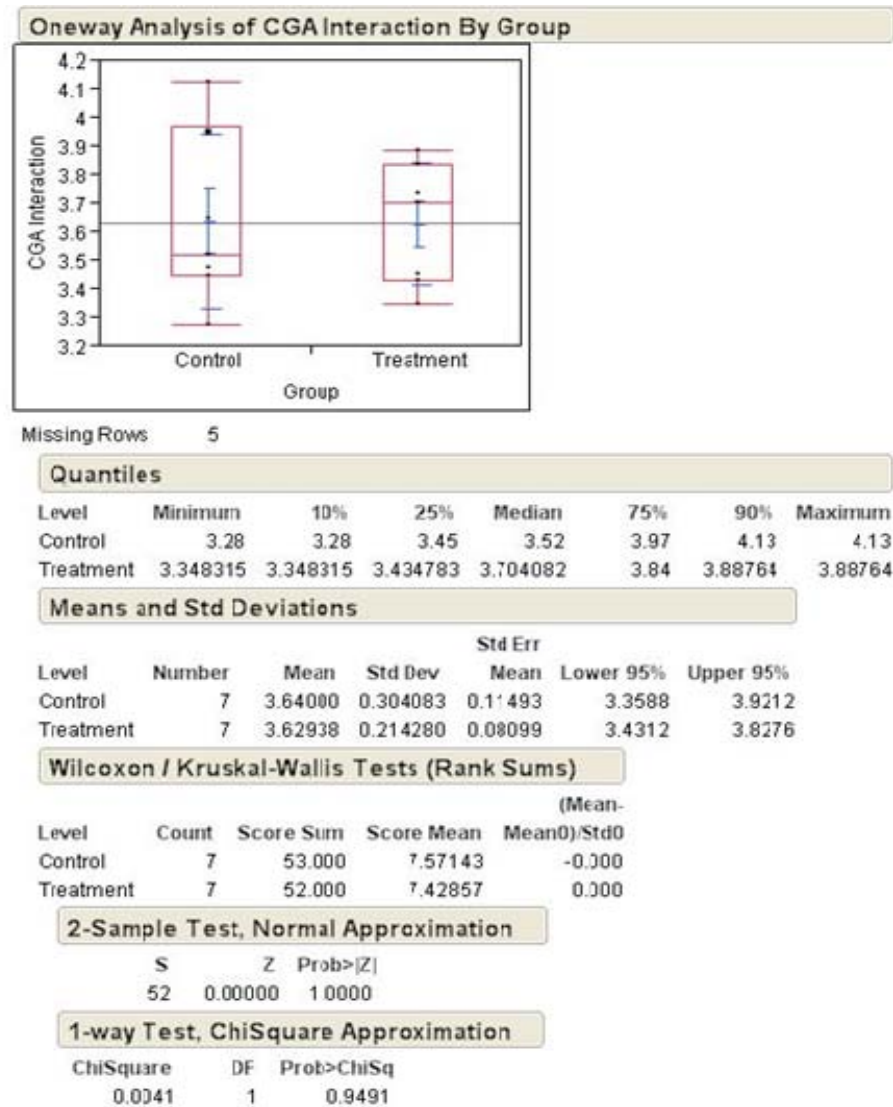 Oneway Analysis of CGA Interaction By Group
4.2
4.1
4
3.9
3.8
3.7
3.6
3.5
3.4
3.3
3.2
CGA Interaction
Control Treatment
Group
Missing Rows 5
Quantiles
Level Minimum 10% 25% Median 75% 90% Maximum
Control 3.28 3.28 3.45 3.52 3.97 4.13 4.13
Treatment 3.348315 3.348315 3.434783 3.704082 3.84 3.88764 3.88764
Means and Std Deviations
Std Err
Level Number Mean Std Dev Mean Lower 95% Upper 95%
Control 7 3.64000 0.304083 0.11493 3.3588 3.9212
Treatment 7 3.62938 0.214280 0.08099 3.4312 3.8276
Wilcoxon / Kruskal-Wallis Tests (Rank Sums)
(Mean-
Level Count Score Sum Score Mean Mean0)/Std0
Control 7 53.000 7.57143 -0.000
Treatment 7 52.000 7.42857 0.000
2-Sample Test, Normal Approximation
S Z Prob>|Z|
52 0.00000 1.0000
1-way Test, ChiSquare Approximation
ChiSquare DF Prob>ChiSq
0.0041 1 0.9491